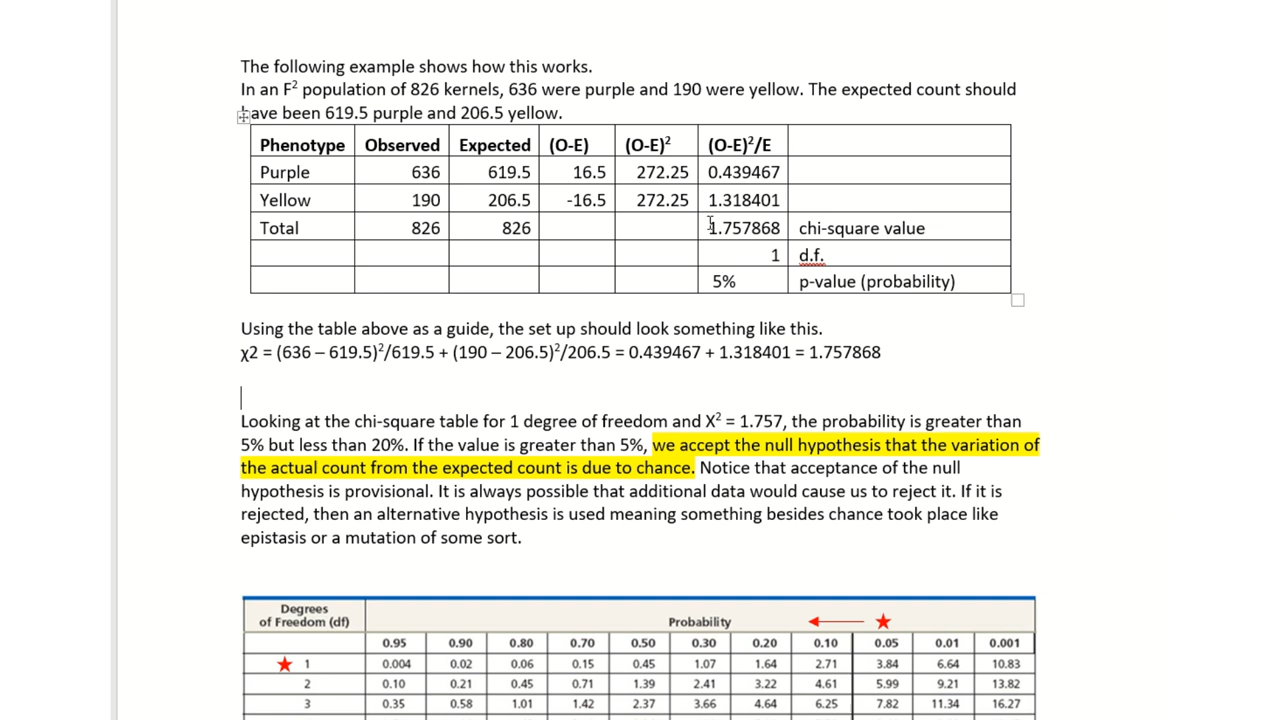 The following example shows how this works.
In an F² population of 826 kernels, 636 were purple and 190 were yellow. The expected count should
have been 619.5 purple and 206.5 yellow.
Phenotype Observed Expected (O-E) (O-E)² (O-E)²/E
Purple 636 619.5 16.5 272.25 0.439467
Yellow 190 206.5 -16.5 272.25 1.318401
Total 826 826 1.757868 chi-square value
1 d.f.
5% p-value (probability)
Using the table above as a guide, the set up should look something like this.
χ2 = (636 – 619.5)²/619.5 + (190 – 206.5)²/206.5 = 0.439467 + 1.318401 = 1.757868
Looking at the chi-square table for 1 degree of freedom and X² = 1.757, the probability is greater than
5% but less than 20%. If the value is greater than 5%, we accept the null hypothesis that the variation of
the actual count from the expected count is due to chance. Notice that acceptance of the null
hypothesis is provisional. It is always possible that additional data would cause us to reject it. If it is
rejected, then an alternative hypothesis is used meaning something besides chance took place like
epistasis or a mutation of some sort.
Degrees
of Freedom (df) Probability
0.95 0.90 0.80 0.70 0.50 0.30 0.20 0.10 0.05 0.01 0.001
1 0.004 0.02 0.06 0.15 0.45 1.07 1.64 2.71 3.84 6.64 10.83
2 0.10 0.21 0.45 0.71 1.39 2.41 3.22 4.61 5.99 9.21 13.82
3 0.35 0.58 1.01 1.42 2.37 3.66 4.64 6.25 7.82 11.34 16.27